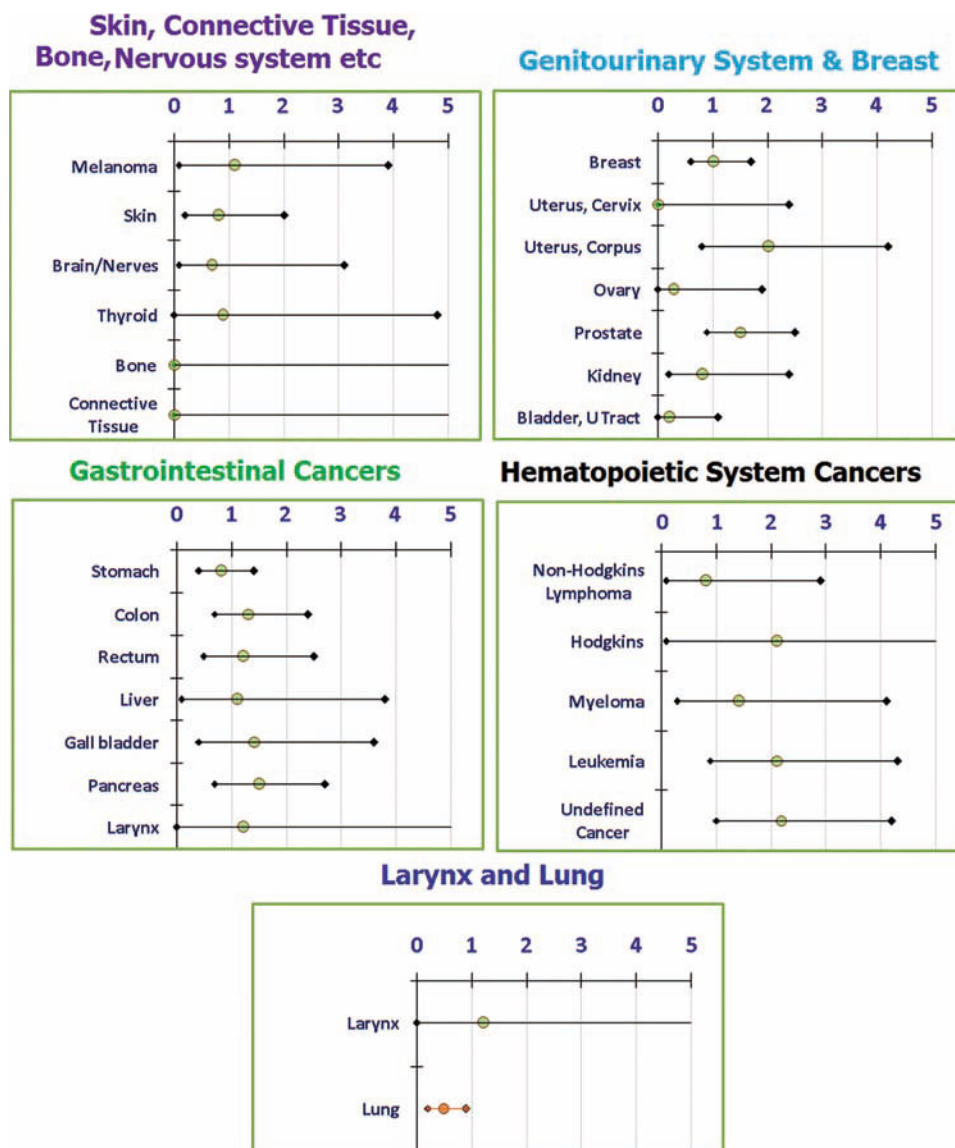 Skin, Connective Tissue,
Bone, Nervous system etc
0 1 2 3 4 5
Melanoma
Skin
Brain/Nerves
Thyroid
Bone
Connective
Tissue
Genitourinary System & Breast
0 1 2 3 4 5
Breast
Uterus, Cervix
Uterus, Corpus
Ovary
Prostate
Kidney
Bladder, U Tract
Gastrointestinal Cancers
0 1 2 3 4 5
Stomach
Colon
Rectum
Liver
Gall bladder
Pancreas
Larynx
Hematopoietic System Cancers
0 1 2 3 4 5
Non-Hodgkins
Lymphoma
Hodgkins
Myeloma
Leukemia
Undefined
Cancer
Larynx and Lung
0 1 2 3 4 5
Larynx
Lung